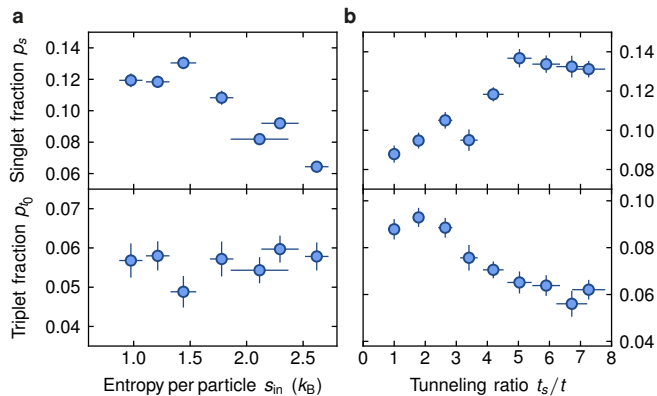 a
b
Singlet fraction p_s
0.14
0.12
0.10
0.08
0.06
0.14
0.12
0.10
0.08
Triplet fraction p_t0
0.07
0.06
0.05
0.04
0.10
0.08
0.06
0.04
1.0 1.5 2.0 2.5
0 1 2 3 4 5 6 7 8
Entropy per particle s_in (k_B)
Tunneling ratio t_s/t